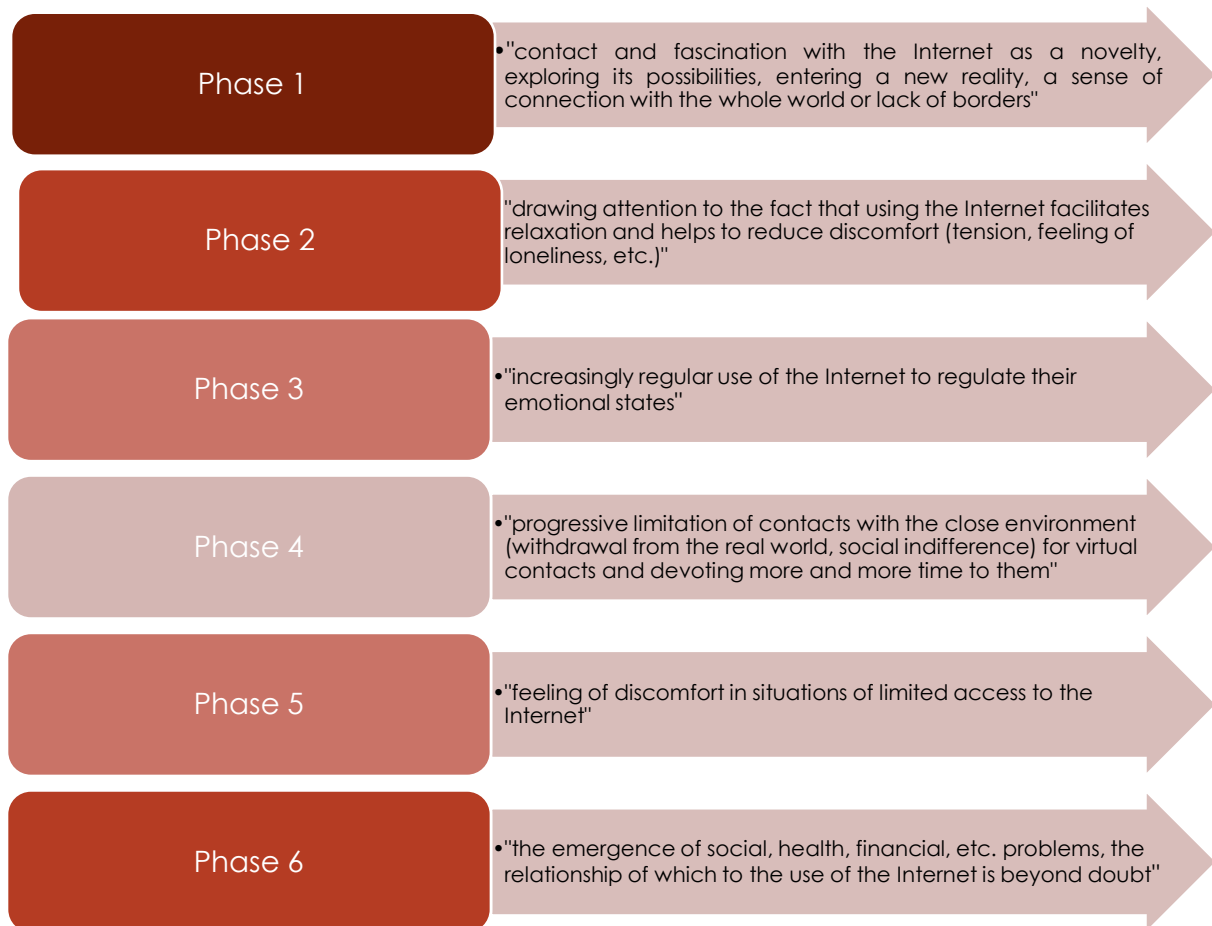 Phase 1
•"contact and fascination with the Internet as a novelty,
exploring its possibilities, entering a new reality, a sense of
connection with the whole world or lack of borders"
Phase 2
"drawing attention to the fact that using the Internet facilitates
relaxation and helps to reduce discomfort (tension, feeling of
loneliness, etc.)"
Phase 3
•"increasingly regular use of the Internet to regulate their
emotional states"
Phase 4
•"progressive limitation of contacts with the close environment
(withdrawal from the real world, social indifference) for virtual
contacts and devoting more and more time to them"
Phase 5
•"feeling of discomfort in situations of limited access to the
Internet"
Phase 6
•"the emergence of social, health, financial, etc. problems, the
relationship of which to the use of the Internet is beyond doubt"